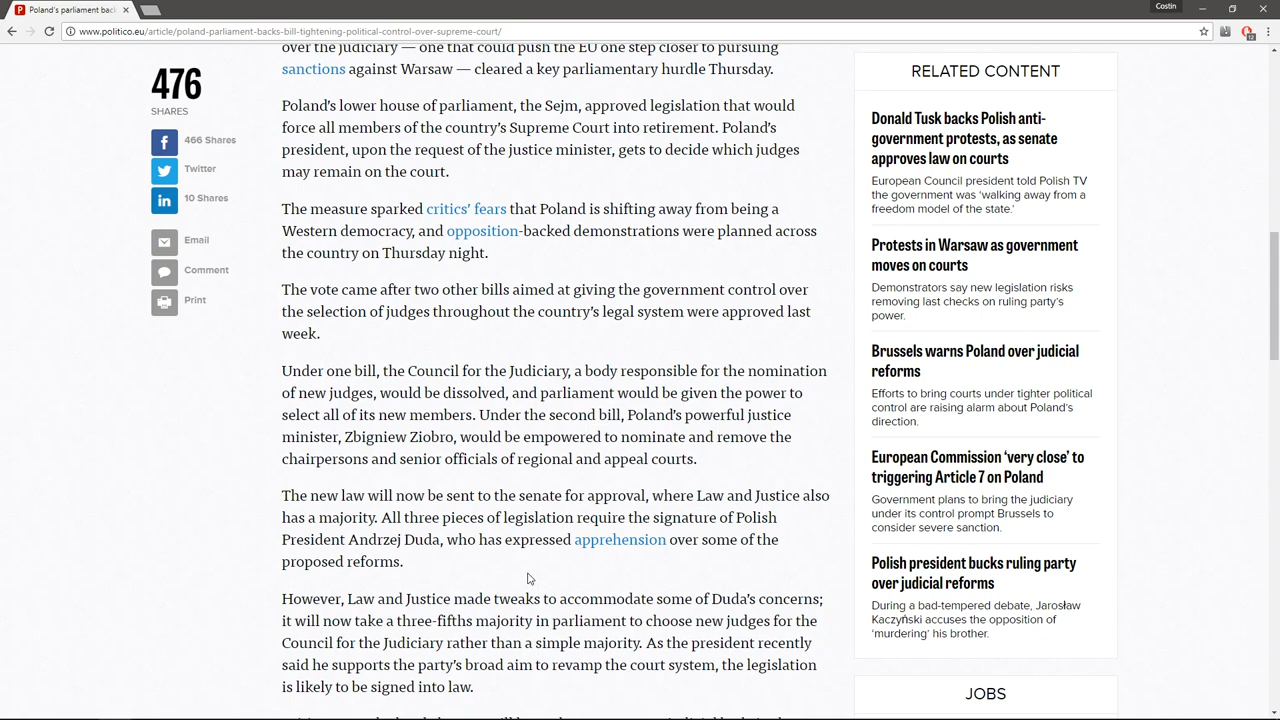 Poland's parliament back
Costin
www.politico.eu/article/poland-parliament-backs-bill-tightening-political-control-over-supreme-court/
476
SHARES
466 Shares
Twitter
10 Shares
Email
Comment
Print
over the judiciary — one that could push the EU one step closer to pursuing
sanctions against Warsaw — cleared a key parliamentary hurdle Thursday.
Poland's lower house of parliament, the Sejm, approved legislation that would
force all members of the country's Supreme Court into retirement. Poland's
president, upon the request of the justice minister, gets to decide which judges
may remain on the court.
The measure sparked critics' fears that Poland is shifting away from being a
Western democracy, and opposition-backed demonstrations were planned across
the country on Thursday night.
The vote came after two other bills aimed at giving the government control over
the selection of judges throughout the country's legal system were approved last
week.
Under one bill, the Council for the Judiciary, a body responsible for the nomination
of new judges, would be dissolved, and parliament would be given the power to
select all of its new members. Under the second bill, Poland's powerful justice
minister, Zbigniew Ziobro, would be empowered to nominate and remove the
chairpersons and senior officials of regional and appeal courts.
The new law will now be sent to the senate for approval, where Law and Justice also
has a majority. All three pieces of legislation require the signature of Polish
President Andrzej Duda, who has expressed apprehension over some of the
proposed reforms.
However, Law and Justice made tweaks to accommodate some of Duda's concerns;
it will now take a three-fifths majority in parliament to choose new judges for the
Council for the Judiciary rather than a simple majority. As the president recently
said he supports the party's broad aim to revamp the court system, the legislation
is likely to be signed into law.
RELATED CONTENT
Donald Tusk backs Polish anti-
government protests, as senate
approves law on courts
European Council president told Polish TV
the government was 'walking away from a
freedom model of the state.'
Protests in Warsaw as government
moves on courts
Demonstrators say new legislation risks
removing last checks on ruling party's
power.
Brussels warns Poland over judicial
reforms
Efforts to bring courts under tighter political
control are raising alarm about Poland's
direction.
European Commission 'very close' to
triggering Article 7 on Poland
Government plans to bring the judiciary
under its control prompt Brussels to
consider severe sanction.
Polish president bucks ruling party
over judicial reforms
During a bad-tempered debate, Jarosław
Kaczyński accuses the opposition of
'murdering' his brother.
JOBS